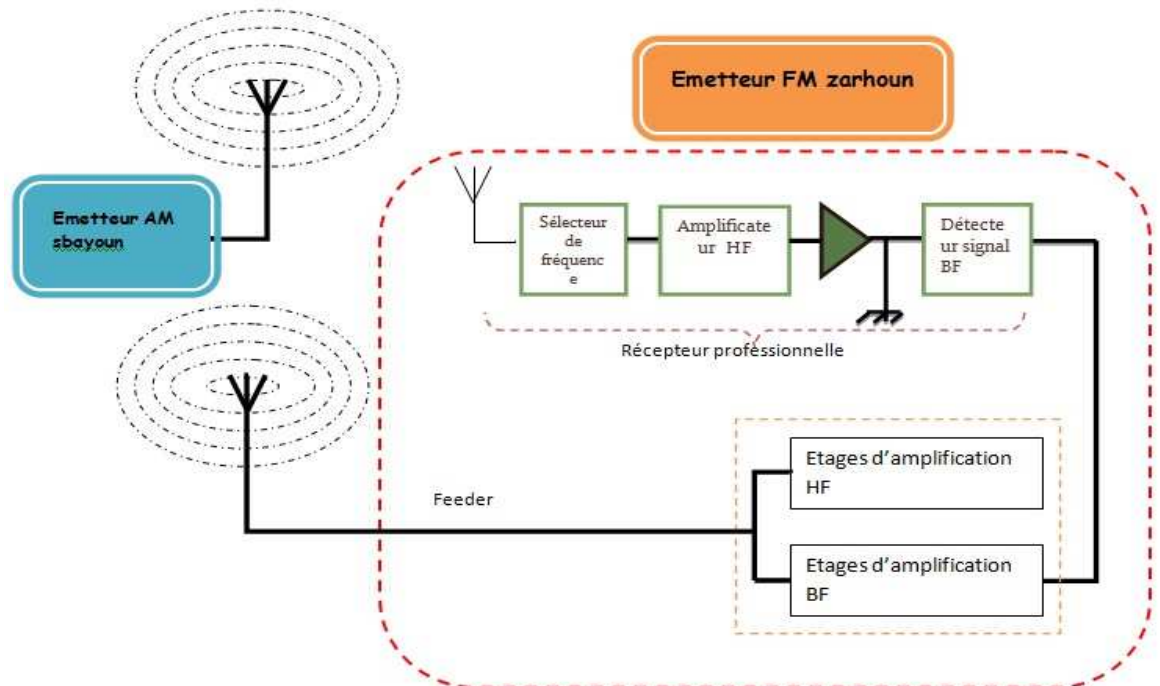 Emetteur FM zarhoun
Emetteur AM
sbayoun
Sélecteur
de
fréquenc
e
Amplificate
ur HF
Détecte
ur signal
BF
Récepteur professionnelle
Etages d'amplification
HF
Feeder
Etages d'amplification
BF